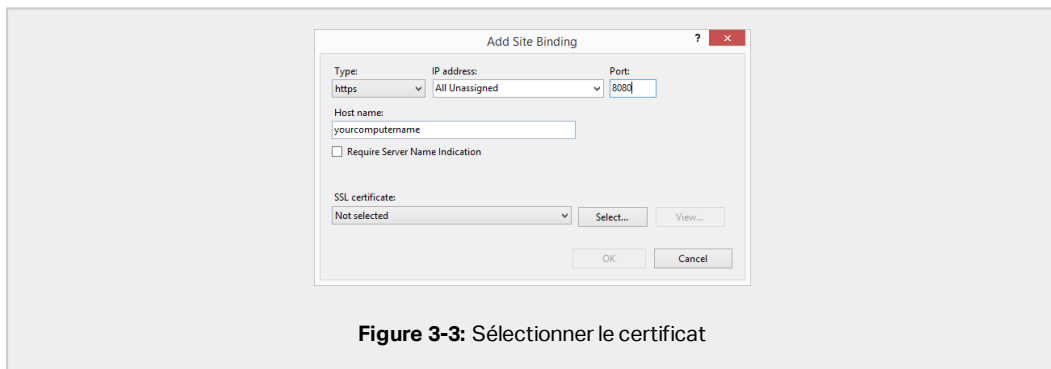 Add Site Binding
?
Type: IP address: Port:
https All Unassigned 8080
Host name:
yourcomputername
Require Server Name Indication
SSL certificate:
Not selected Select... View...
OK Cancel
Figure 3-3: Sélectionner le certificat